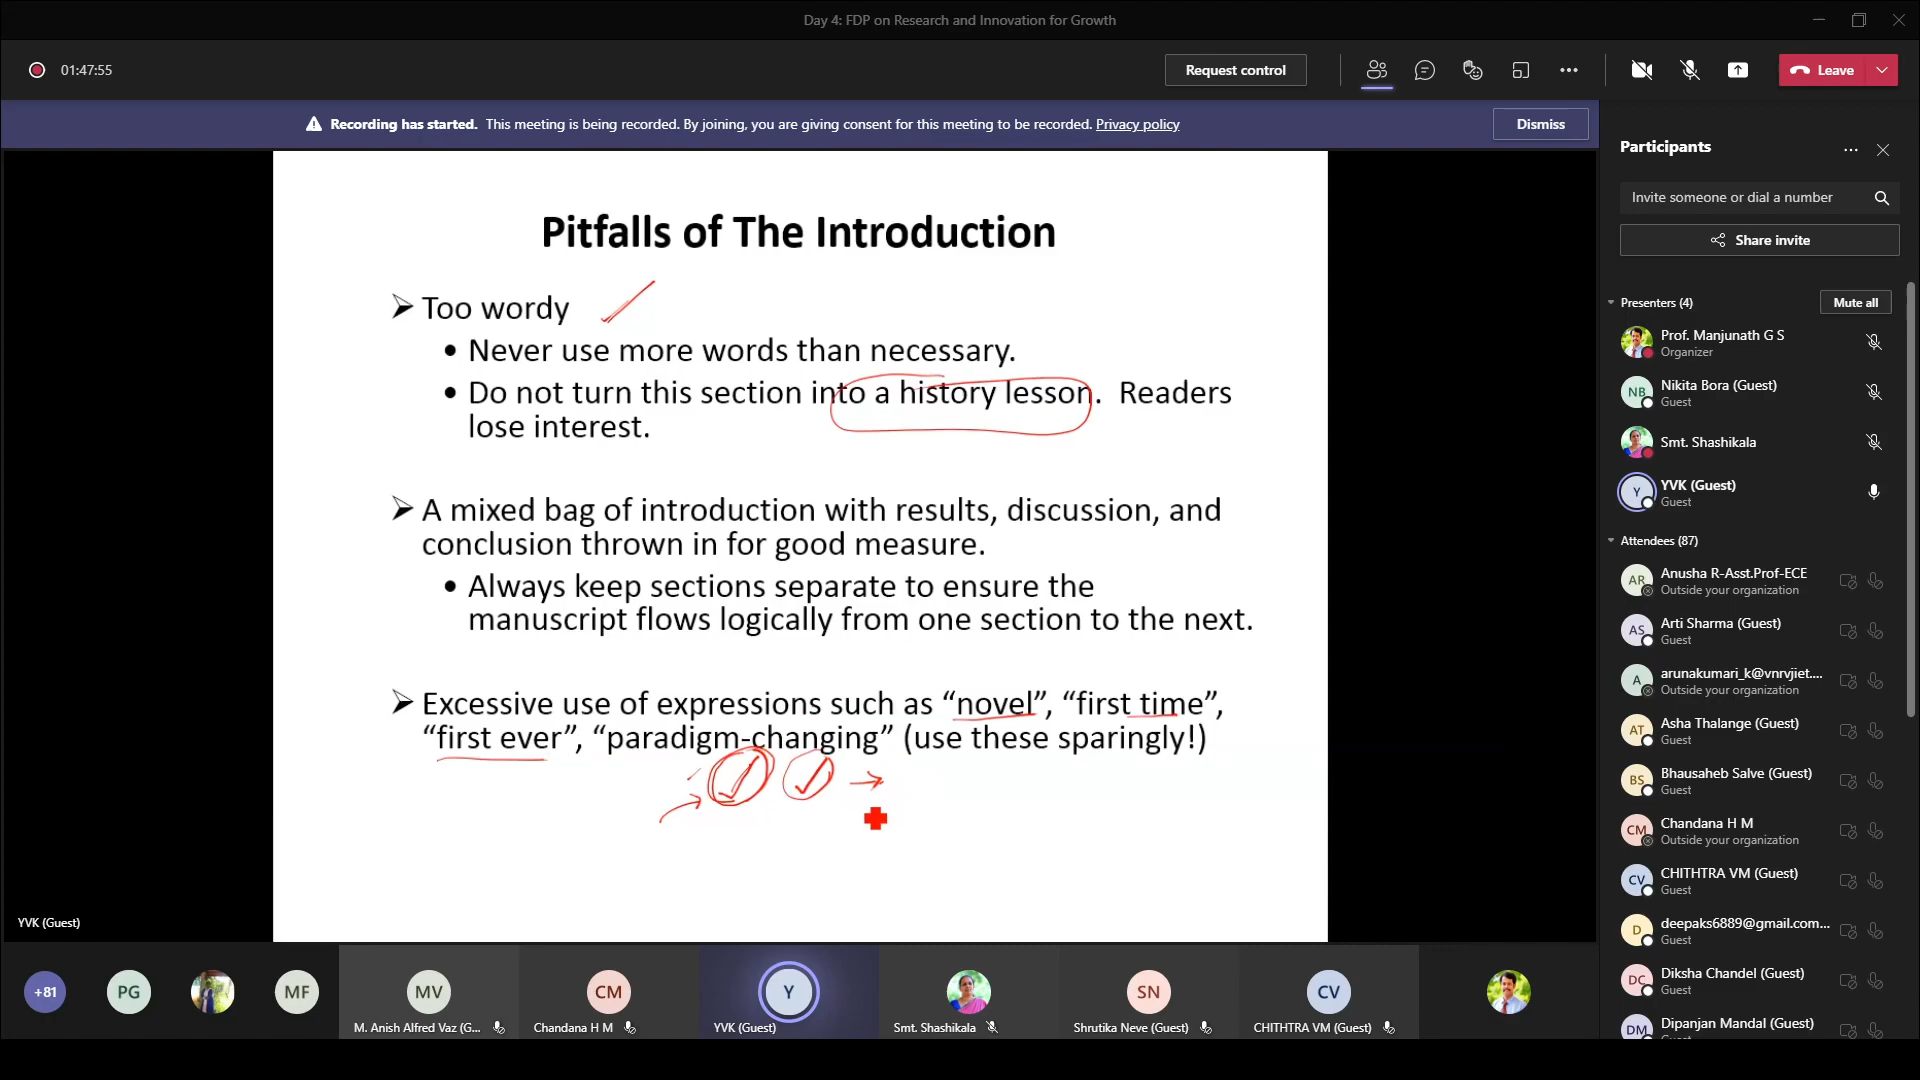 Day 4: FDP on Research and Innovation for Growth
01:47:55
Request control
Leave
Recording has started. This meeting is being recorded. By joining, you are giving consent for this meeting to be recorded. Privacy policy
Dismiss
Pitfalls of The Introduction
Too wordy
Never use more words than necessary.
Do not turn this section into a history lesson. Readers
lose interest.
A mixed bag of introduction with results, discussion, and
conclusion thrown in for good measure.
Always keep sections separate to ensure the
manuscript flows logically from one section to the next.
Excessive use of expressions such as “novel”, “first time”,
“first ever”, “paradigm-changing” (use these sparingly!)
YVK (Guest)
+81
PG
MF
MV
M. Anish Alfred Vaz (G...
CM
Chandana H M
Y
YVK (Guest)
Smt. Shashikala
SN
Shrutika Neve (Guest)
CV
CHITHTRA VM (Guest)
Participants
Invite someone or dial a number
Share invite
Presenters (4)
Mute all
Prof. Manjunath G S
Organizer
NB
Nikita Bora (Guest)
Guest
Smt. Shashikala
Y
YVK (Guest)
Guest
Attendees (87)
AR
Anusha R-Asst.Prof-ECE
Outside your organization
AS
Arti Sharma (Guest)
Guest
A
arunakumari_k@vnrvjiet....
Outside your organization
AT
Asha Thalange (Guest)
Guest
BS
Bhausaheb Salve (Guest)
Guest
CM
Chandana H M
Outside your organization
CV
CHITHTRA VM (Guest)
Guest
D
deepaks6889@gmail.com...
Guest
DC
Diksha Chandel (Guest)
Guest
DM
Dipanjan Mandal (Guest)
Guest